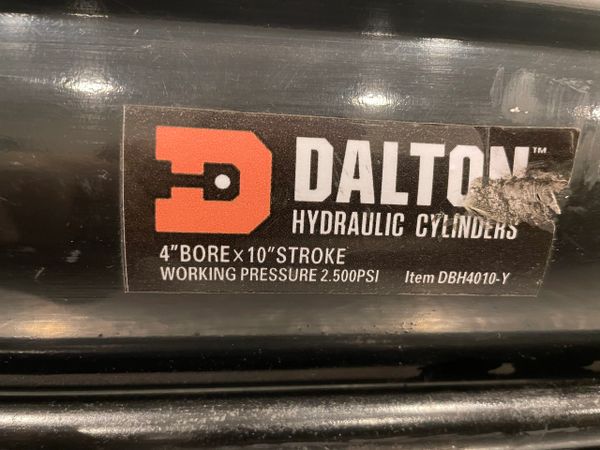 DALTON™
HYDRAULIC CYLINDERS
4"BORE x 10"STROKE
WORKING PRESSURE 2.500PSI Item DBH4010-Y